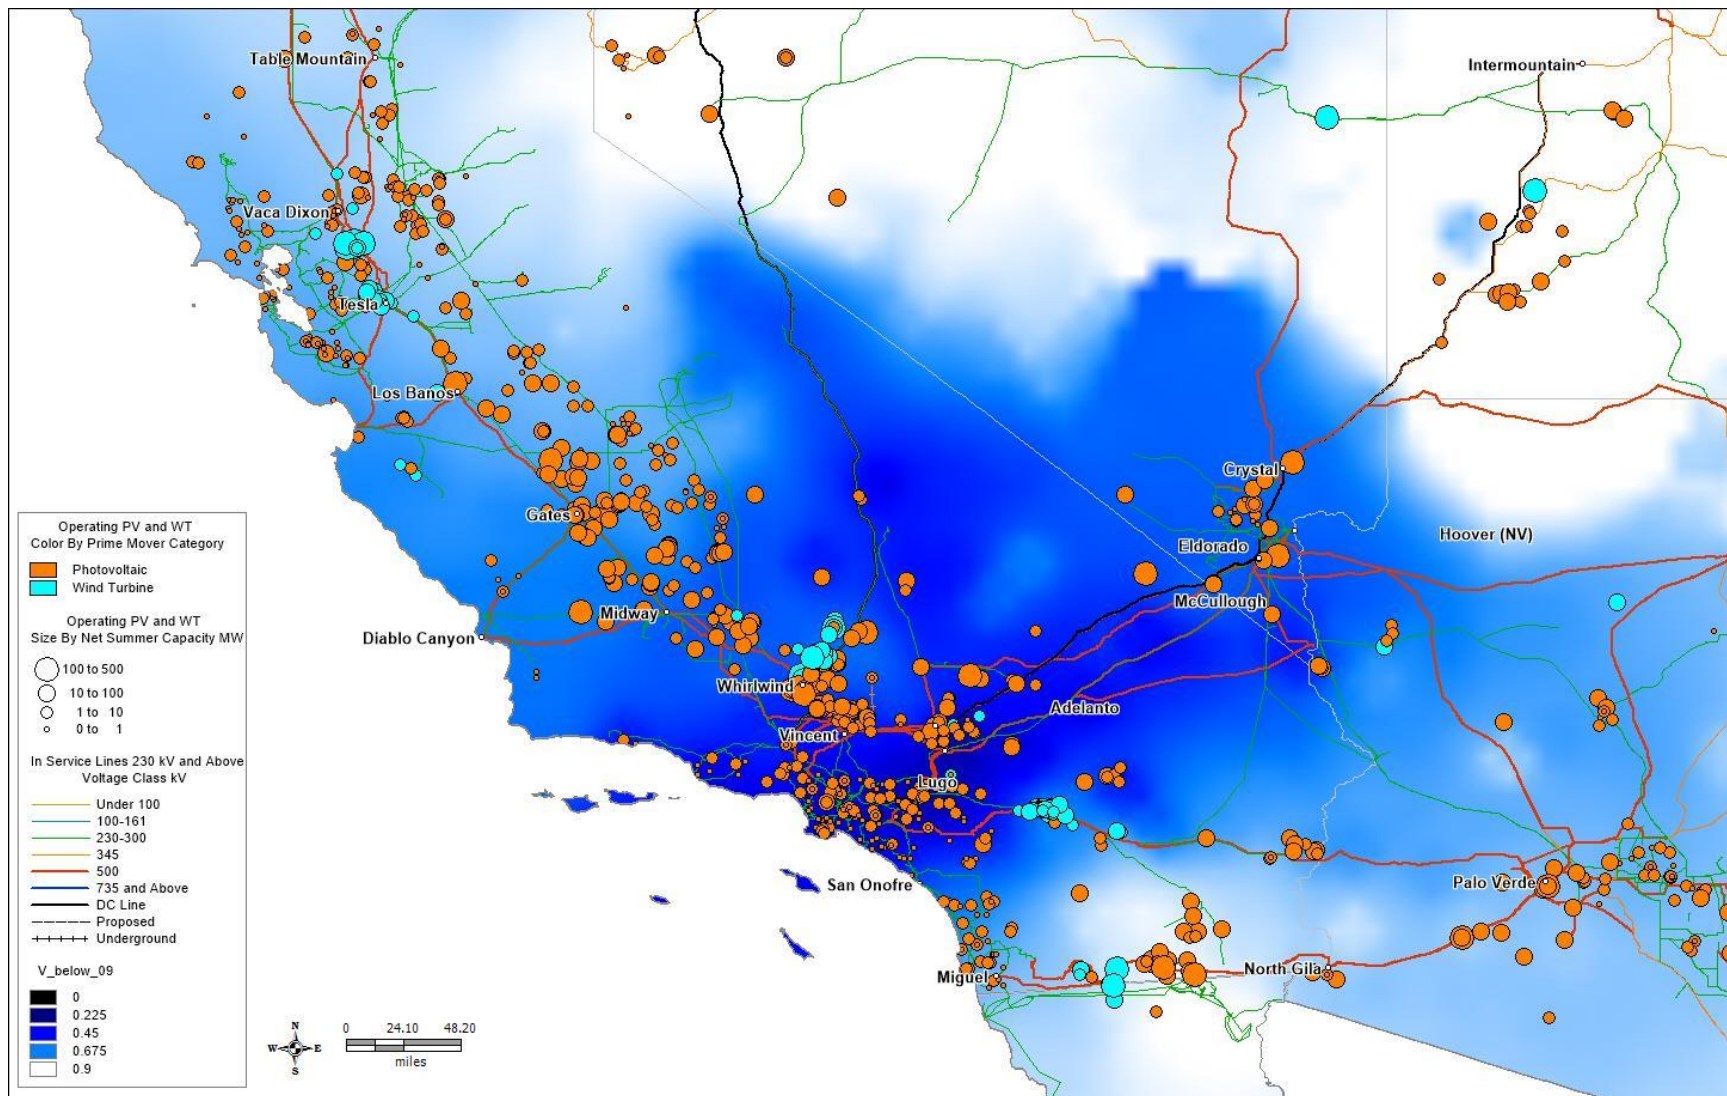 Table Mountain
Intermountain
Vaca Dixon
Tesla
Los Banos
Crystal
Gates
Hoover (NV)
Eldorado
McCullough
Midway
Diablo Canyon
Whirlwind
Adelanto
Vincent
Lugo
San Onofre
Palo Verde
Miguel
North Gila
Operating PV and WT
Color By Prime Mover Category
Photovoltaic
Wind Turbine
Operating PV and WT
Size By Net Summer Capacity MW
100 to 500
10 to 100
1 to 10
0 to 1
In Service Lines 230 kV and Above
Voltage Class kV
Under 100
100-161
230-300
345
500
735 and Above
DC Line
Proposed
Underground
V_below_09
0
0.225
0.45
0.675
0.9
N
W E
S
0 24.10 48.20
miles